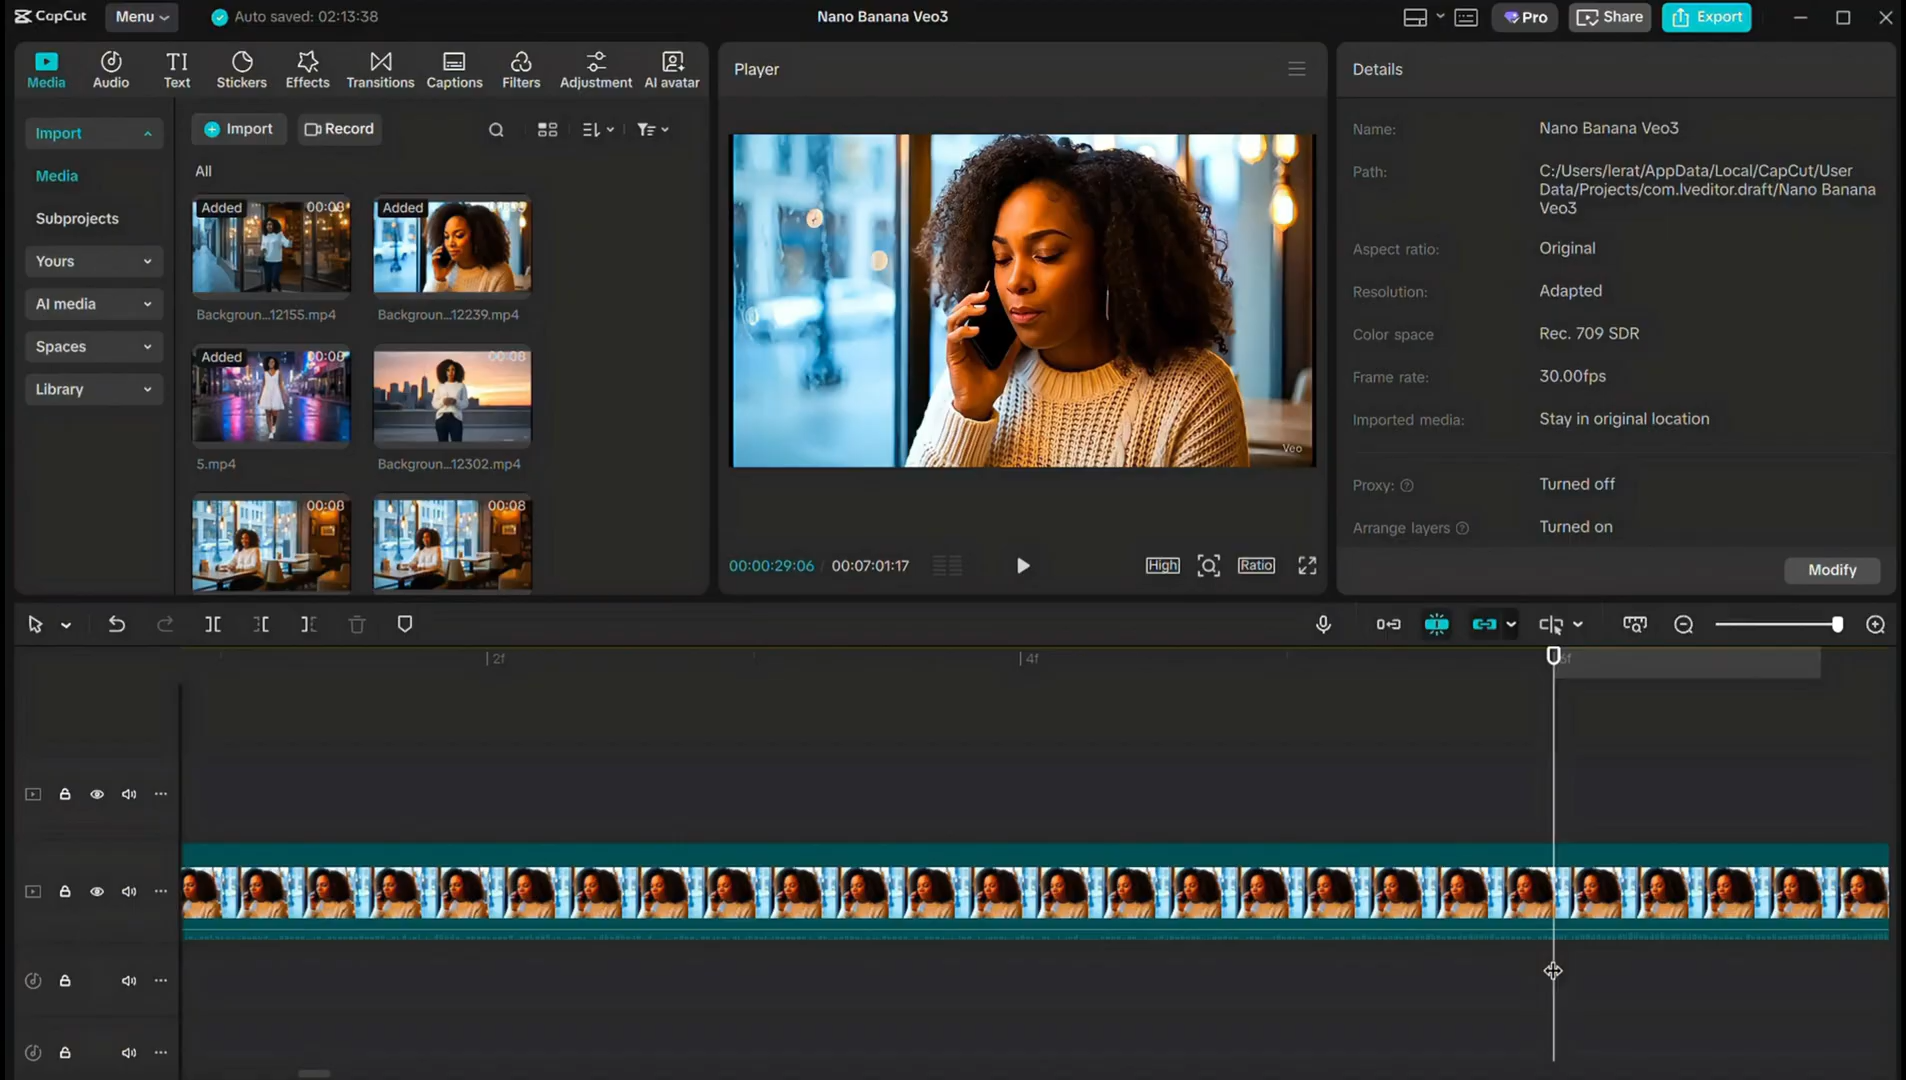 CapCut
Menu
Auto saved: 02:13:38
Nano Banana Veo3
Pro
Share
Export
Media
Audio
Text
Stickers
Effects
Transitions
Captions
Filters
Adjustment
AI avatar
Import
Media
Subprojects
Yours
AI media
Spaces
Library
Import
Record
All
Added
00:08
Added
Backgroun...12155.mp4
Backgroun...12239.mp4
Added
00:08
00:08
5.mp4
Backgroun...12302.mp4
00:08
00:08
Player
Veo
00:00:29:06 / 00:07:01:17
High
Ratio
Details
Name: Nano Banana Veo3
Path: C:/Users/lerat/AppData/Local/CapCut/User
Data/Projects/com.lveditor.draft/Nano Banana
Veo3
Aspect ratio: Original
Resolution: Adapted
Color space Rec. 709 SDR
Frame rate: 30.00fps
Imported media: Stay in original location
Proxy: Turned off
Arrange layers Turned on
Modify
2f
4f
6f